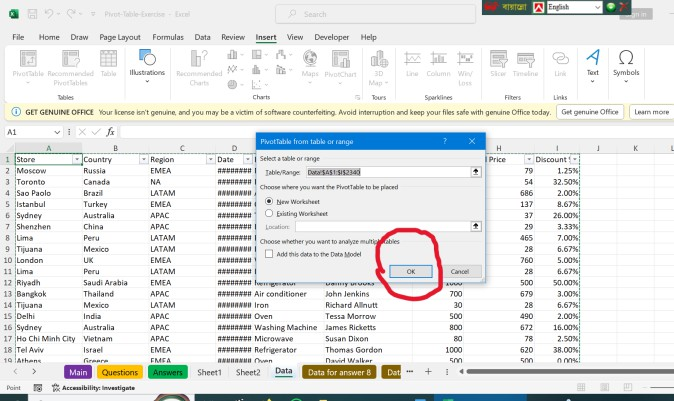 Pivot-Table-Exercise - Excel
Search
বাংলা English
Sign in
File Home Draw Page Layout Formulas Data Review Insert View Developer Help
PivotTable Recommended PivotTables Table
Illustrations
Recommended Charts
Maps PivotChart
3D Map
Line Column Win/Loss
Slicer Timeline
Link
Text
Symbols
Tables Charts Tours Sparklines Filters Links
GET GENUINE OFFICE Your license isn't genuine, and you may be a victim of software counterfeiting. Avoid interruption and keep your files safe with genuine Office today. Get genuine Office Learn more
A1 fx
A B C D H I J K L
PivotTable from table or range ? ×
Select a table or range
Table/Range: Data!$A$1:$I$2340
Choose where you want the PivotTable to be placed
New Worksheet
Existing Worksheet
Location:
Choose whether you want to analyze multiple tables
Add this data to the Data Model
OK Cancel
1 Store Country Region Date Price Discount
2 Moscow Russia EMEA ######## 79 1.25%
3 Toronto Canada NA ######## 54 32.50%
4 Sao Paolo Brazil LATAM ######## 686 2.00%
5 Istanbul Turkey EMEA ######## 137 8.67%
6 Sydney Australia APAC ######## 37 26.00%
7 Shenzhen China APAC ######## 29 3.33%
8 Lima Peru LATAM ######## 465 7.00%
9 Tijuana Mexico LATAM ######## 28 6.67%
10 London UK EMEA ######## 760 5.00%
11 Lima Peru LATAM ######## 28 6.67%
12 Riyadh Saudi Arabia EMEA ######## Refrigerator Danny Brooks 1000 500 50.00%
13 Bangkok Thailand APAC ######## Air conditioner John Jenkins 700 679 3.00%
14 Tijuana Mexico LATAM ######## Iron Richard Allnutt 30 28 6.67%
15 Delhi India APAC ######## Oven Tessa Morrow 500 490 2.00%
16 Sydney Australia APAC ######## Washing Machine James Ricketts 800 672 16.00%
17 Ho Chi Minh City Vietnam APAC ######## Microwave Susan Dixon 80 78 2.50%
18 Tel Aviv Israel EMEA ######## Refrigerator Thomas Gordon 1000 620 38.00%
19 Athens Greece EMEA ######## Oven David Walker 500 500 0.00%
Main Questions Answers Sheet1 Sheet2 Data Data for answer 8 Data
Point Accessibility: Investigate